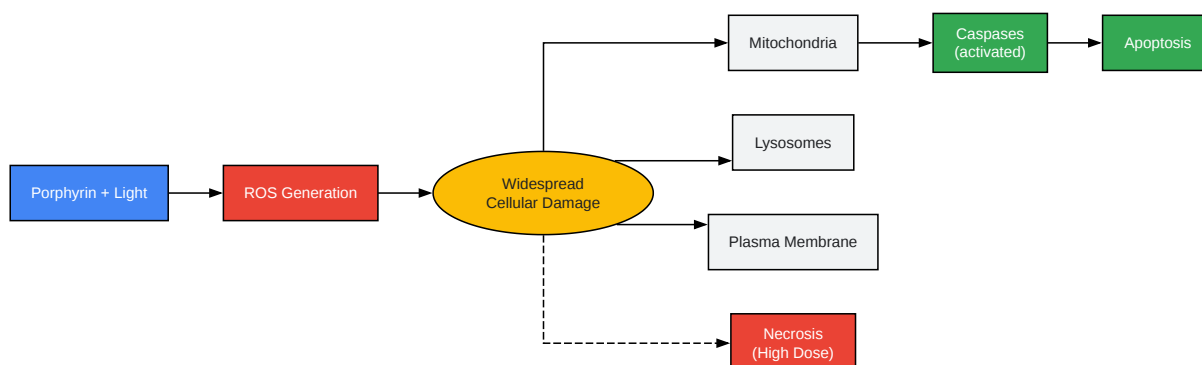 Porphyrin + Light
ROS Generation
Widespread
Cellular Damage
Mitochondria
Caspases
(activated)
Apoptosis
Lysosomes
Plasma Membrane
Necrosis
(High Dose)